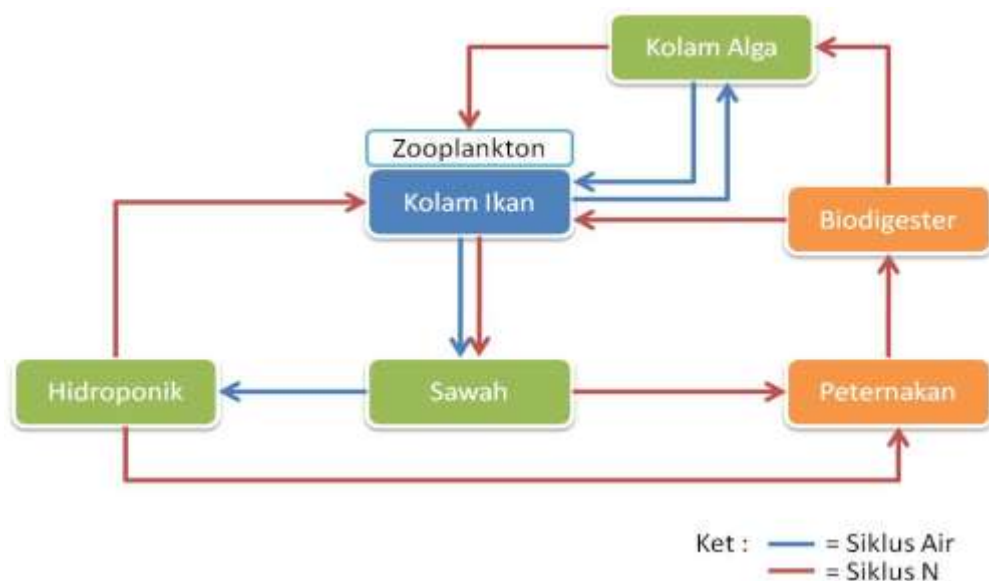 Kolam Alga
Zooplankton
Kolam Ikan
Biodigester
Hidroponik
Sawah
Peternakan
Ket : = Siklus Air
= Siklus N